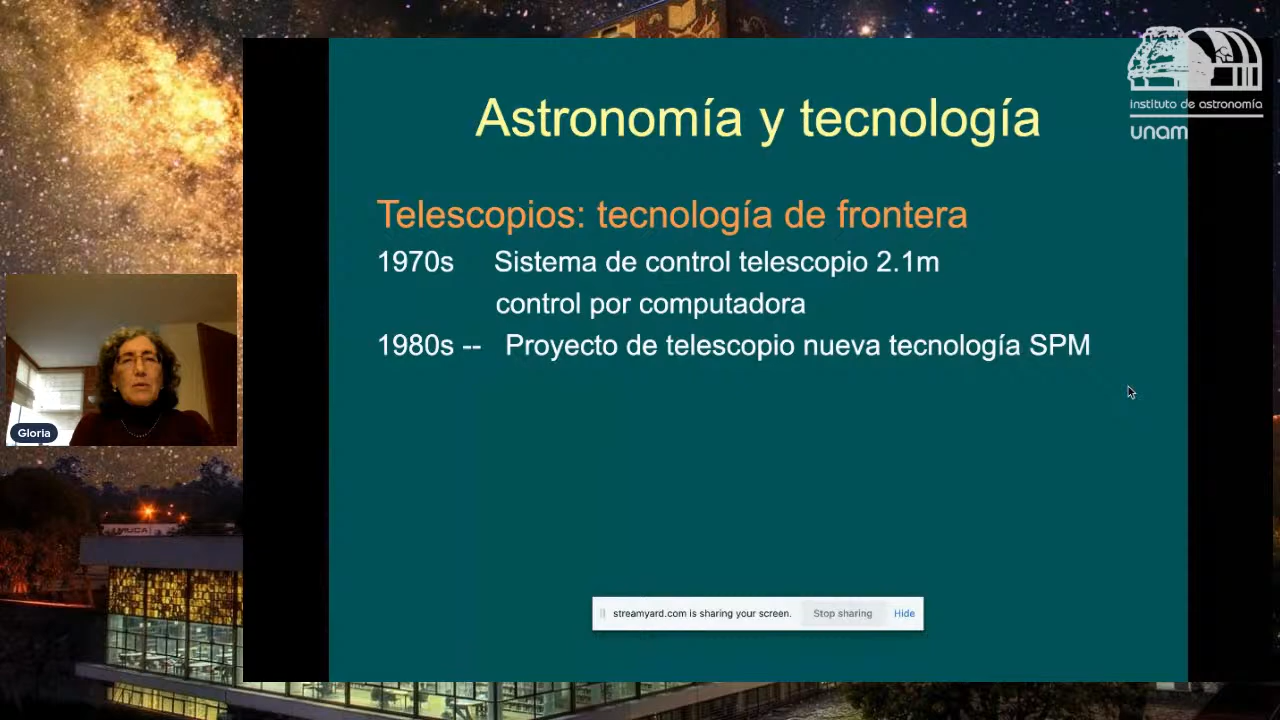 Astronomía y tecnología
instituto de astronomía
unam
Telescopios: tecnología de frontera
1970s Sistema de control telescopio 2.1m
control por computadora
1980s -- Proyecto de telescopio nueva tecnología SPM
Gloria
MUCA
streamyard.com is sharing your screen. Stop sharing Hide